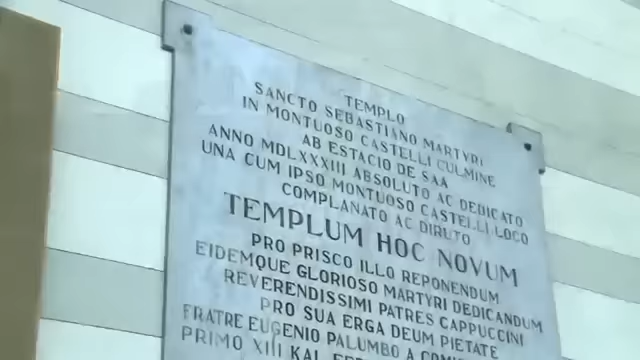 TEMPLO
SANCTO SEBASTIANO MARTYRI
IN MONTUOSO CASTELLI CULMINE
AB ESTACIO DE SAA
ANNO MDLXXXIII ABSOLUTO AC DEDICATO
UNA CUM IPSO MONTUOSO CASTELLI LOCO
COMPLANATO AC DIRUTO
TEMPLUM HOC NOVUM
PRO PRISCO ILLO REPONENDUM
EIDEMQUE GLORIOSO MARTYRI DEDICANDUM
REVERENDISSIMI PATRES CAPPUCCINI
PRO SUA ERGA DEUM PIETATE
FRATRE EUGENIO PALUMBO A
PRIMO XIII KAL